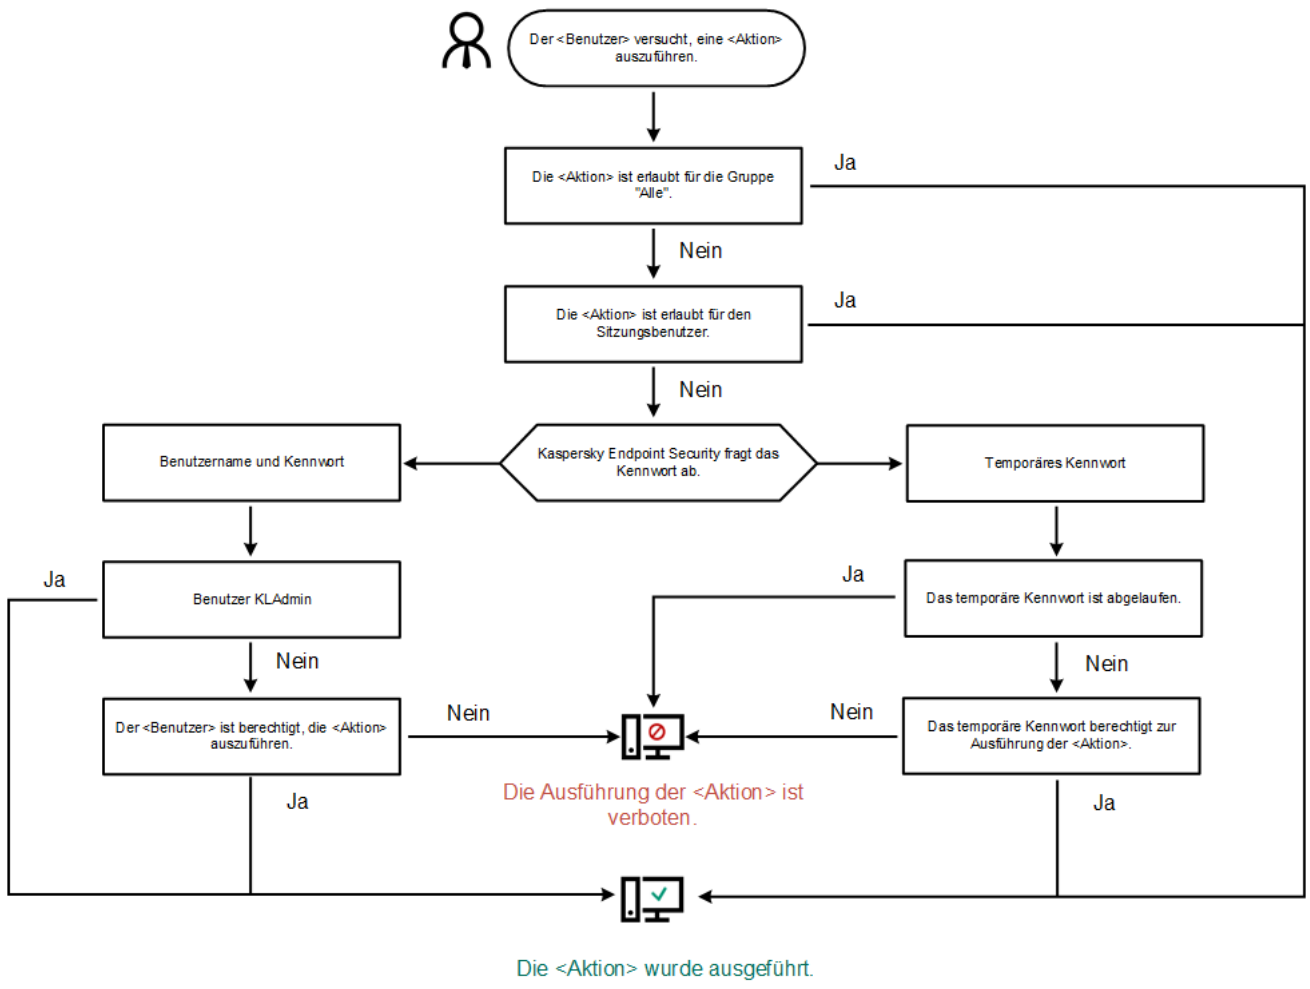 Der <Benutzer> versucht, eine <Aktion>
auszuführen.
Die <Aktion> ist erlaubt für die Gruppe
"Alle".
Ja
Nein
Die <Aktion> ist erlaubt für den
Sitzungsbenutzer.
Ja
Nein
Benutzername und Kennwort
Kaspersky Endpoint Security fragt das
Kennwort ab.
Temporäres Kennwort
Ja
Benutzer KLAdmin
Ja
Das temporäre Kennwort ist abgelaufen.
Nein
Nein
Der <Benutzer> ist berechtigt, die <Aktion>
auszuführen.
Nein
Nein
Das temporäre Kennwort berechtigt zur
Ausführung der <Aktion>.
Die Ausführung der <Aktion> ist
verboten.
Ja
Ja
Die <Aktion> wurde ausgeführt.